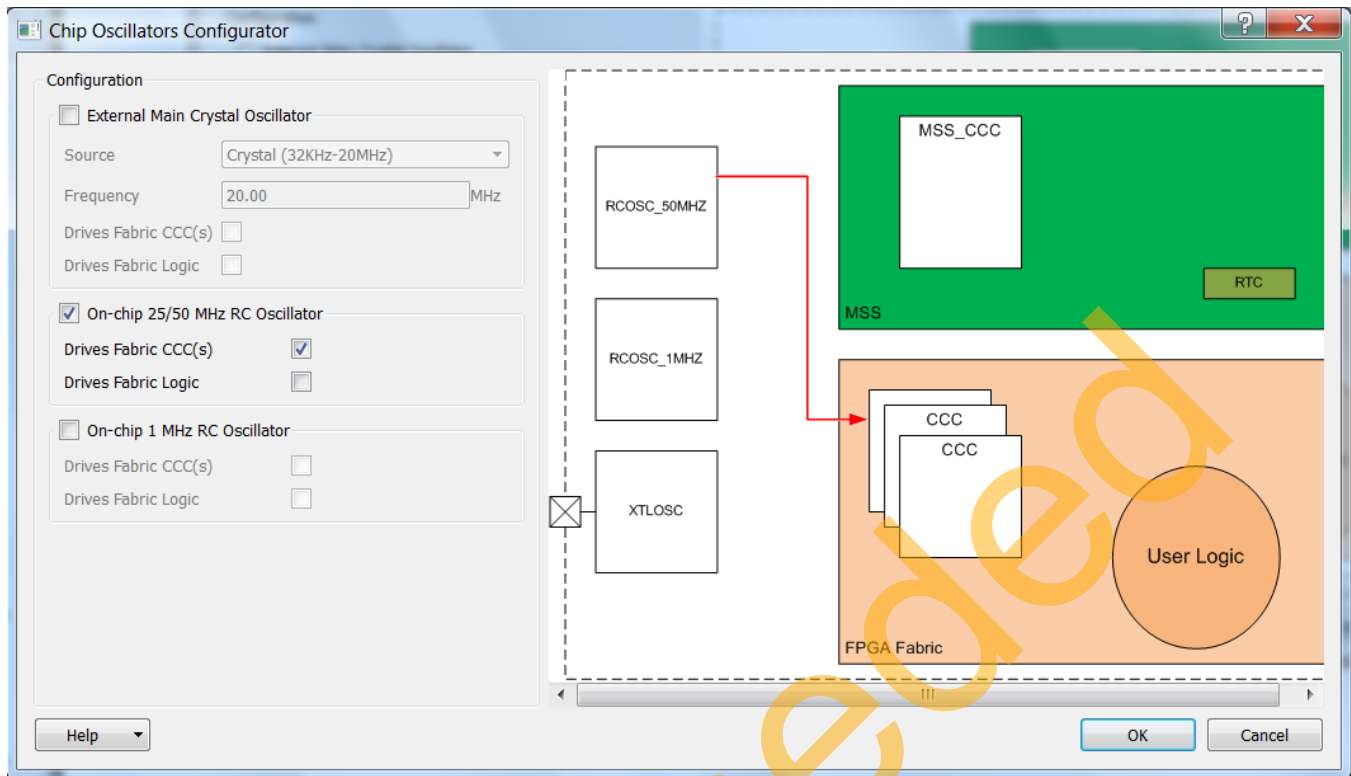 Chip Oscillators Configurator
Configuration
External Main Crystal Oscillator
Source Crystal (32KHz-20MHz)
Frequency 20.00 MHz
Drives Fabric CCC(s)
Drives Fabric Logic
On-chip 25/50 MHz RC Oscillator
Drives Fabric CCC(s)
Drives Fabric Logic
On-chip 1 MHz RC Oscillator
Drives Fabric CCC(s)
Drives Fabric Logic
MSS_CCC
RCOSC_50MHZ
RTC
MSS
RCOSC_1MHZ
CCC
CCC
XTLOSC
User Logic
FPGA Fabric
Help
OK
Cancel
eded